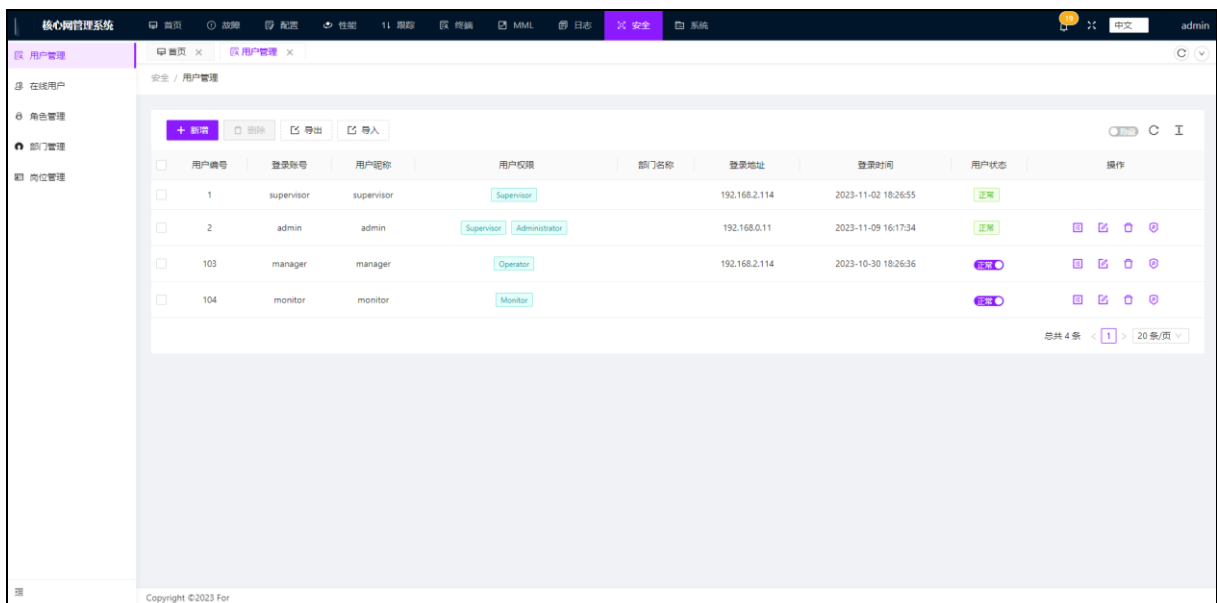 核心网管理系统 首页 故障 配置 性能 跟踪 终端 MML 日志 安全 系统 19 中文 admin
用户管理
在线用户
角色管理
部门管理
岗位管理
首页 用户管理
安全 / 用户管理
新增 删除 导出 导入
用户编号 登录账号 用户昵称 用户权限 部门名称 登录地址 登录时间 用户状态 操作
1 supervisor supervisor Supervisor 192.168.2.114 2023-11-02 18:26:55 正常
2 admin admin Supervisor Administrator 192.168.0.11 2023-11-09 16:17:34 正常
103 manager manager Operator 192.168.2.114 2023-10-30 18:26:36 正常
104 monitor monitor Monitor 正常
总共 4 条 < 1 > 20 条/页
Copyright ©2023 For